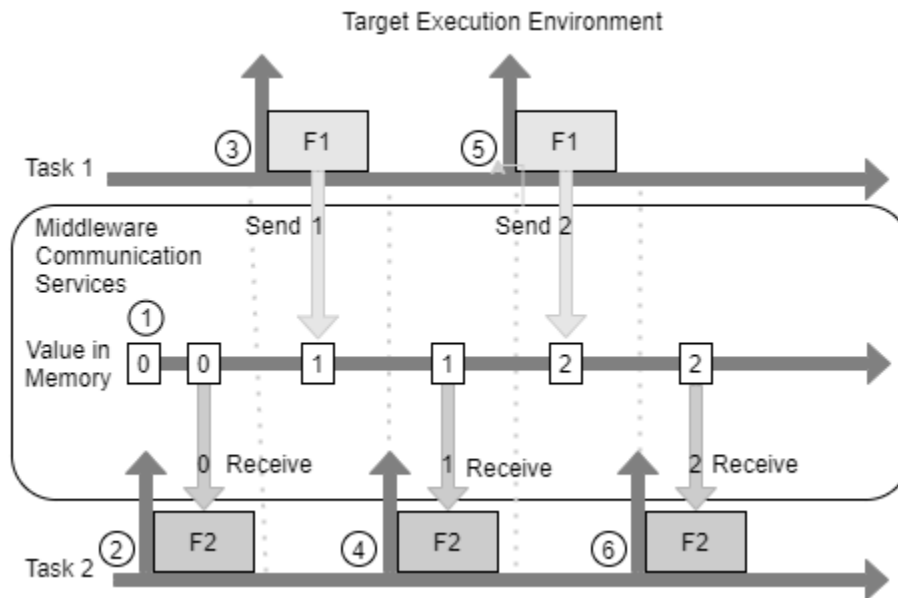 Target Execution Environment
3 F1 5 F1
Task 1
Send 1 Send 2
Middleware
Communication
Services
1
Value in
Memory
0 0 1 1 2 2
0 Receive 1 Receive 2 Receive
2 F2 4 F2 6 F2
Task 2